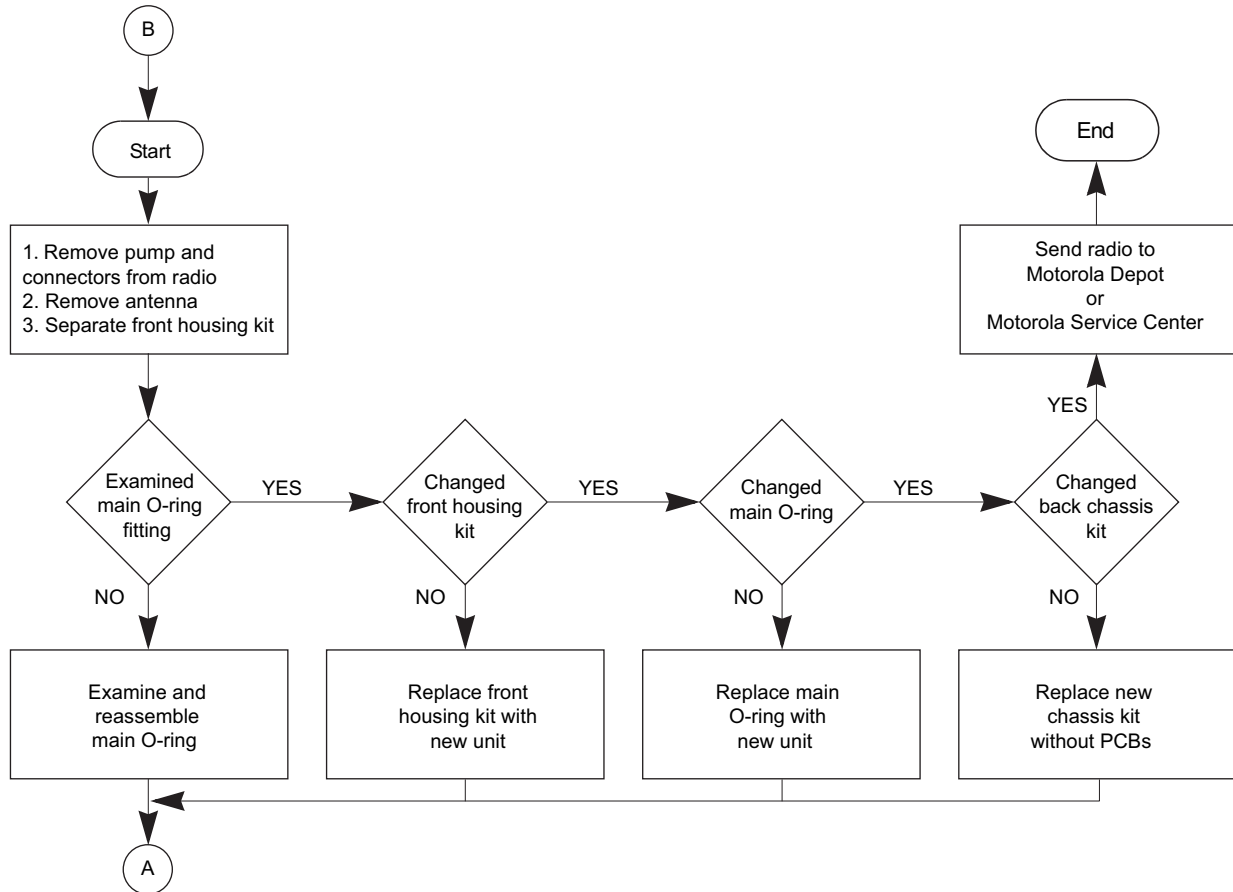 B
Start
End
1. Remove pump and
connectors from radio
2. Remove antenna
3. Separate front housing kit
Send radio to
Motorola Depot
or
Motorola Service Center
YES
Examined
main O-ring
fitting
YES
Changed
front housing
kit
YES
Changed
main O-ring
YES
Changed
back chassis
kit
NO
NO
NO
NO
Examine and
reassemble
main O-ring
Replace front
housing kit with
new unit
Replace main
O-ring with
new unit
Replace new
chassis kit
without PCBs
A